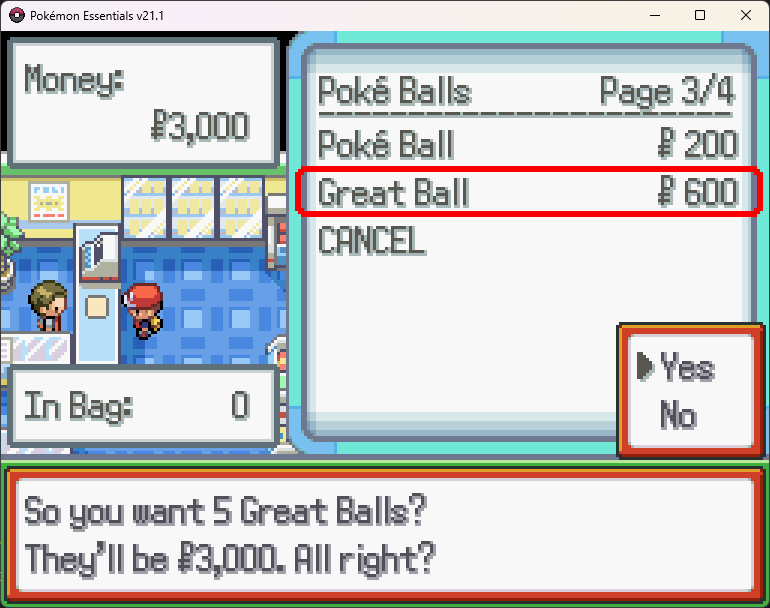 Pokémon Essentials v21.1
Money:
₽3,000
Poké Balls Page 3/4
Poké Ball ₽ 200
Great Ball ₽ 600
CANCEL
Yes
No
In Bag: 0
So you want 5 Great Balls?
They'll be ₽3,000. All right?